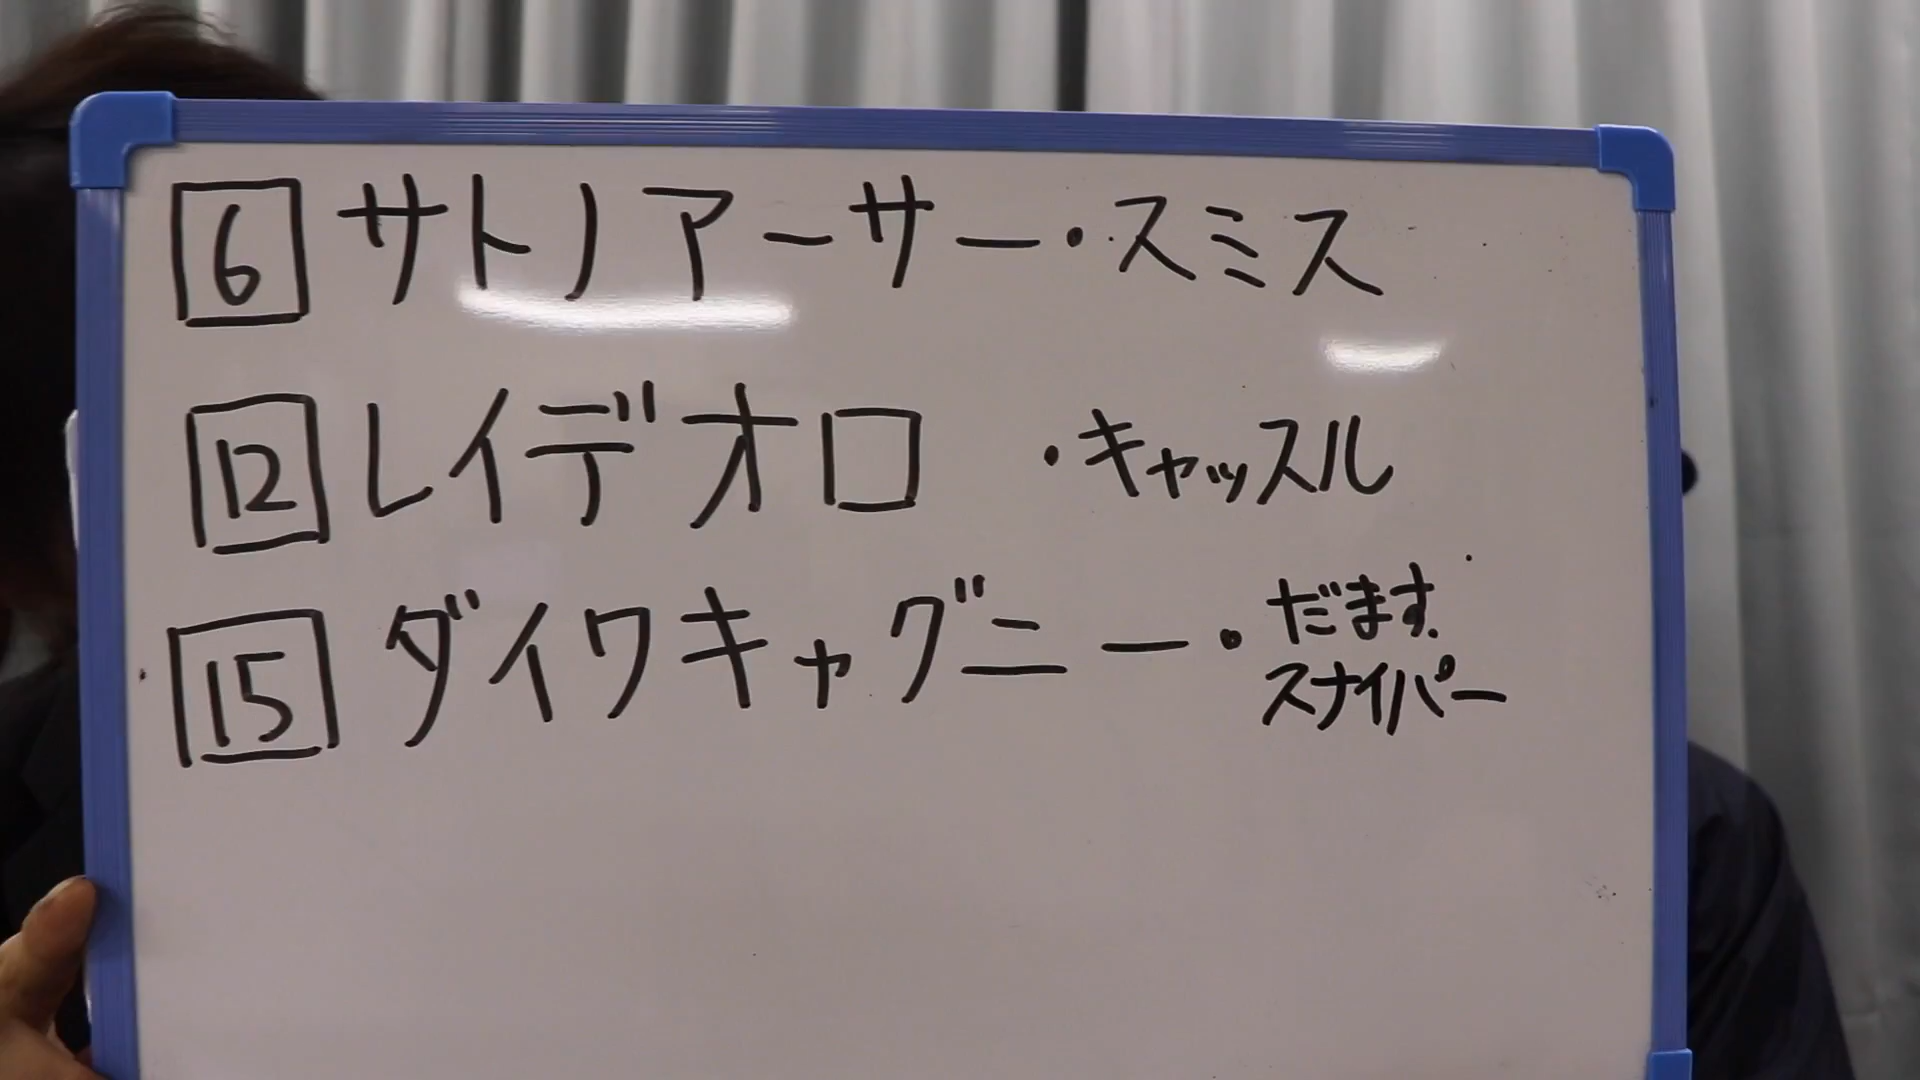 6 サトノアーサー・スミス
12 レイデオロ ・キャッスル
15 ダイワキャグニー・だます
スナイパー